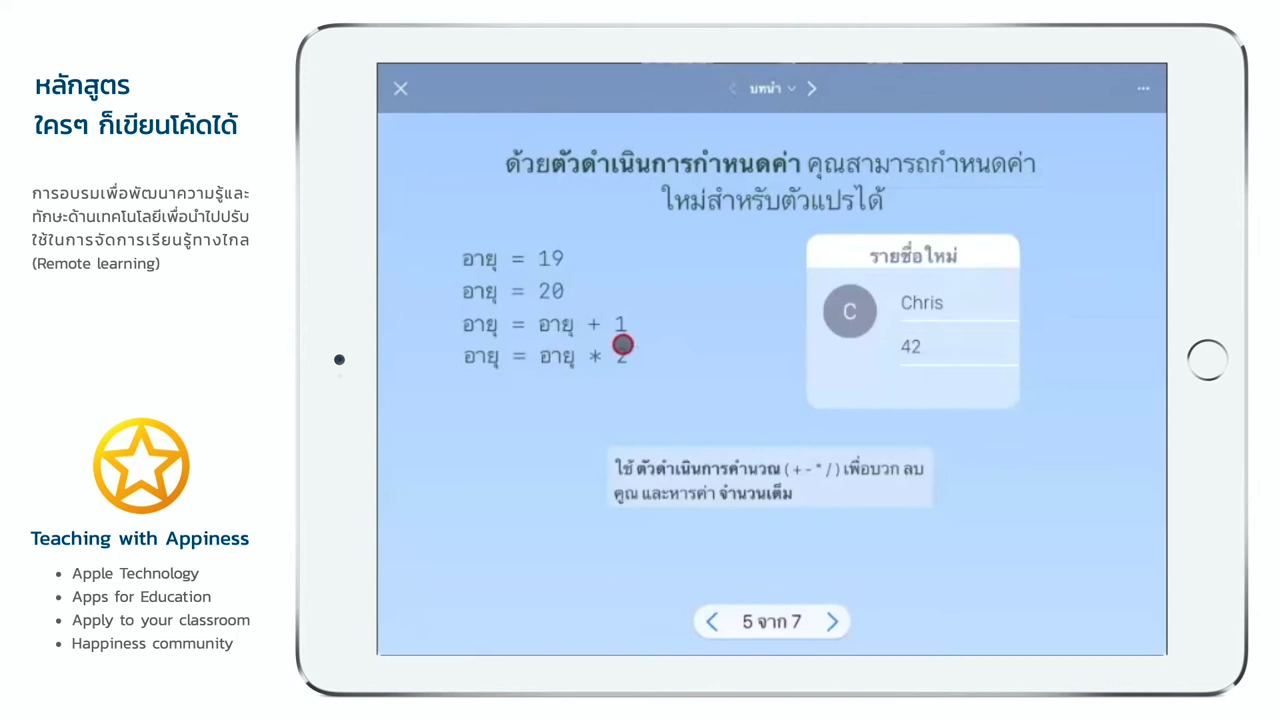 หลักสูตร
ใครๆ ก็เขียนโค้ดได้
การอบรมเพื่อพัฒนาความรู้และ
ทักษะด้านเทคโนโลยีเพื่อนำไปปรับ
ใช้ในการจัดการเรียนรู้ทางไกล
(Remote learning)
Teaching with Appiness
• Apple Technology
• Apps for Education
• Apply to your classroom
• Happiness community
บทนำ
ด้วยตัวดำเนินการกำหนดค่า คุณสามารถกำหนดค่า
ใหม่สำหรับตัวแปรได้
อายุ = 19
อายุ = 20
อายุ = อายุ + 1
อายุ = อายุ * 2
รายชื่อใหม่
C
Chris
42
ใช้ ตัวดำเนินการคำนวณ ( + - * / ) เพื่อบวก ลบ
คูณ และหารค่า จำนวนเต็ม
5 จาก 7